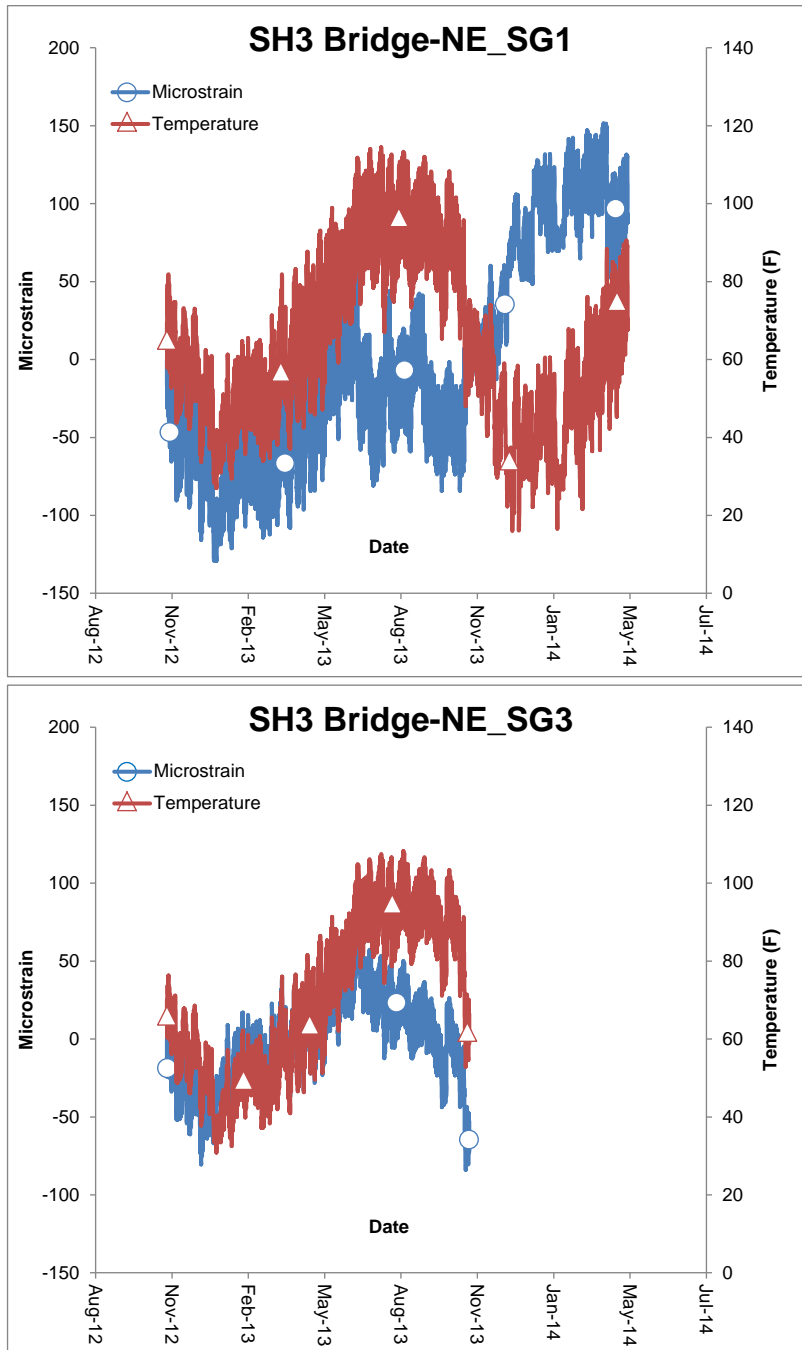 SH3 Bridge-NE_SG1
Microstrain
Temperature
200
150
100
50
0
-50
-100
-150
Microstrain
140
120
100
80
60
40
20
0
Temperature (F)
Date
Aug-12
Nov-12
Feb-13
May-13
Aug-13
Nov-13
Jan-14
May-14
Jul-14
SH3 Bridge-NE_SG3
Microstrain
Temperature
200
150
100
50
0
-50
-100
-150
Microstrain
140
120
100
80
60
40
20
0
Temperature (F)
Date
Aug-12
Nov-12
Feb-13
May-13
Aug-13
Nov-13
Jan-14
May-14
Jul-14